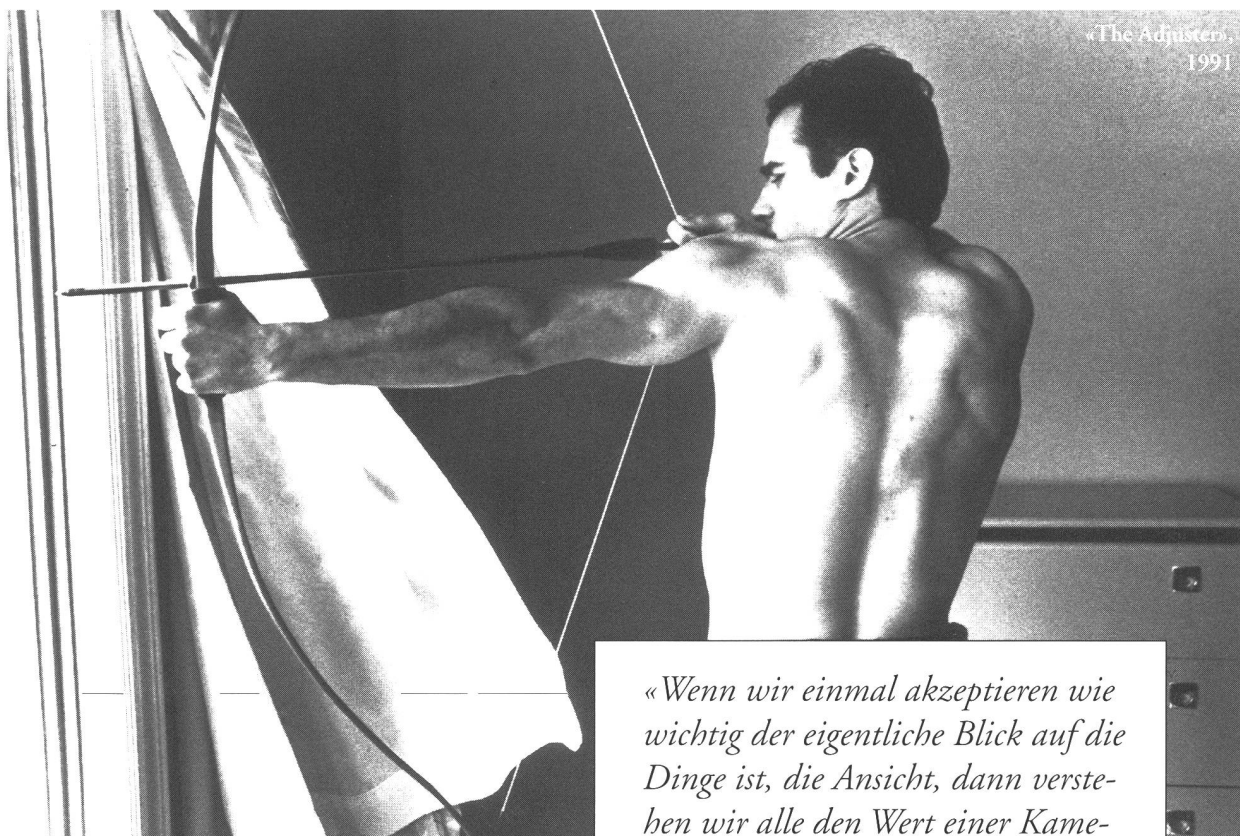 «The Adjuster»,
1991
«Wenn wir einmal akzeptieren wie
wichtig der eigentliche Blick auf die
Dinge ist, die Ansicht, dann verste-
hen wir alle den Wert einer Kame-